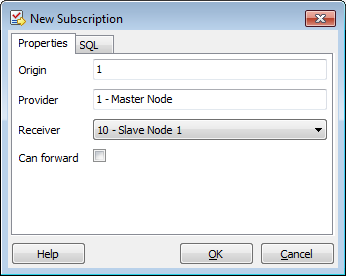 New Subscription
Properties SQL
Origin 1
Provider 1 - Master Node
Receiver 10 - Slave Node 1
Can forward
Help OK Cancel